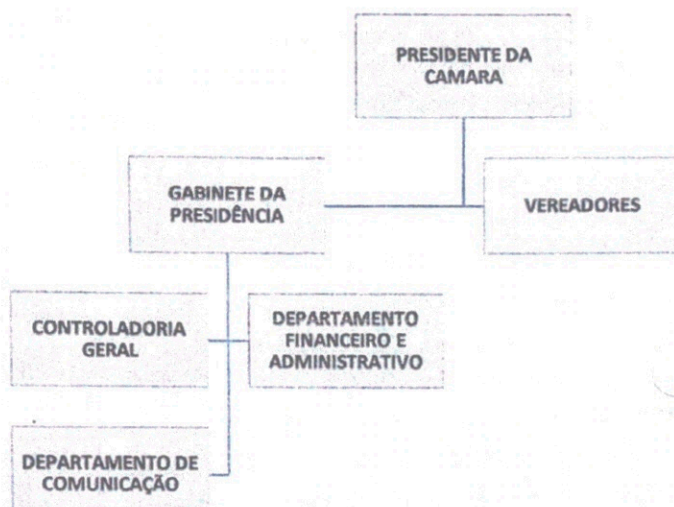 PRESIDENTE DA
CAMARA
GABINETE DA
PRESIDÊNCIA
VEREADORES
CONTROLADORIA
GERAL
DEPARTAMENTO
FINANCEIRO E
ADMINISTRATIVO
DEPARTAMENTO DE
COMUNICAÇÃO